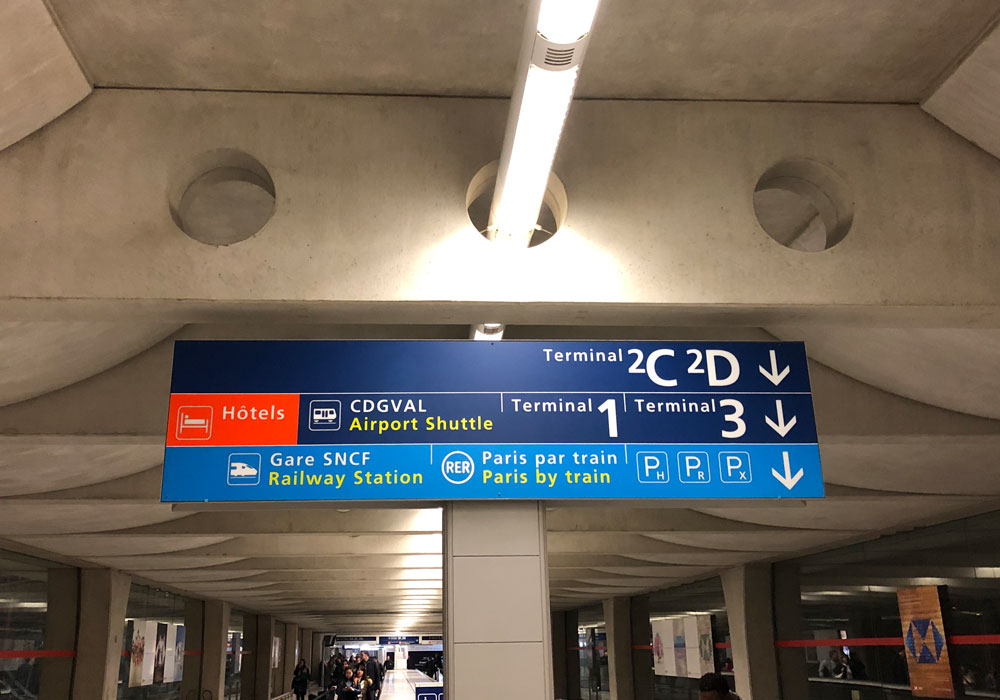 Terminal 2C 2D
Hôtels
CDGVAL
Airport Shuttle
Terminal 1
Terminal 3
Gare SNCF
Railway Station
RER
Paris par train
Paris by train
PH PR PX